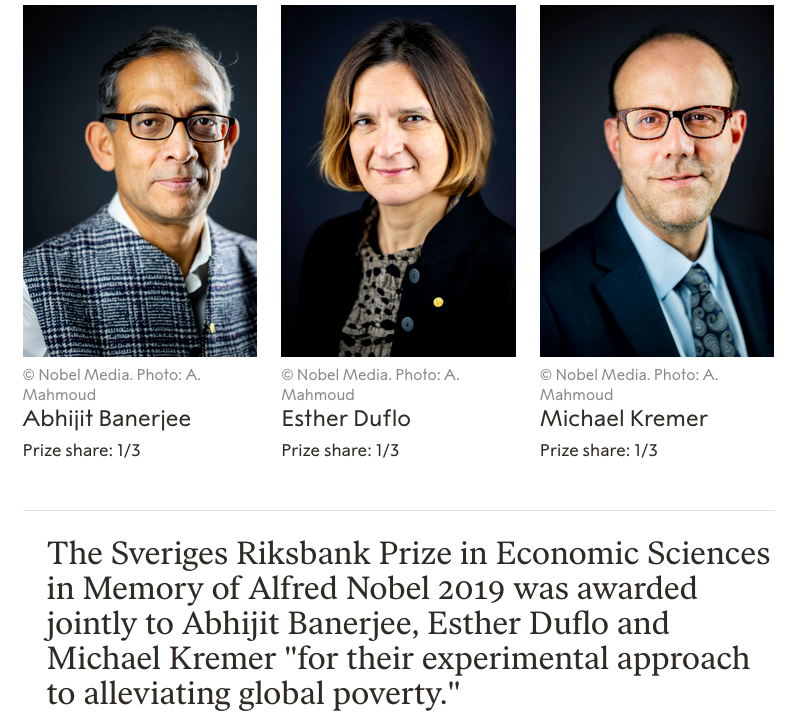 © Nobel Media. Photo: A.
Mahmoud
Abhijit Banerjee
Prize share: 1/3
© Nobel Media. Photo: A.
Mahmoud
Esther Duflo
Prize share: 1/3
© Nobel Media. Photo: A.
Mahmoud
Michael Kremer
Prize share: 1/3
The Sveriges Riksbank Prize in Economic Sciences
in Memory of Alfred Nobel 2019 was awarded
jointly to Abhijit Banerjee, Esther Duflo and
Michael Kremer "for their experimental approach
to alleviating global poverty."